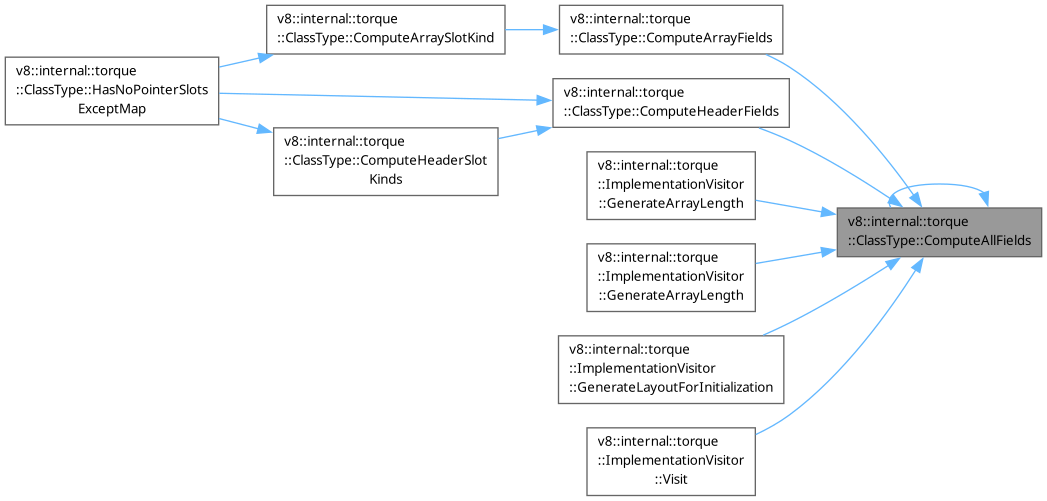 v8::internal::torque
::ClassType::HasNoPointerSlots
ExceptMap
v8::internal::torque
::ClassType::ComputeArraySlotKind
v8::internal::torque
::ClassType::ComputeHeaderSlot
Kinds
v8::internal::torque
::ClassType::ComputeArrayFields
v8::internal::torque
::ClassType::ComputeHeaderFields
v8::internal::torque
::ImplementationVisitor
::GenerateArrayLength
v8::internal::torque
::ImplementationVisitor
::GenerateArrayLength
v8::internal::torque
::ImplementationVisitor
::GenerateLayoutForInitialization
v8::internal::torque
::ImplementationVisitor
::Visit
v8::internal::torque
::ClassType::ComputeAllFields